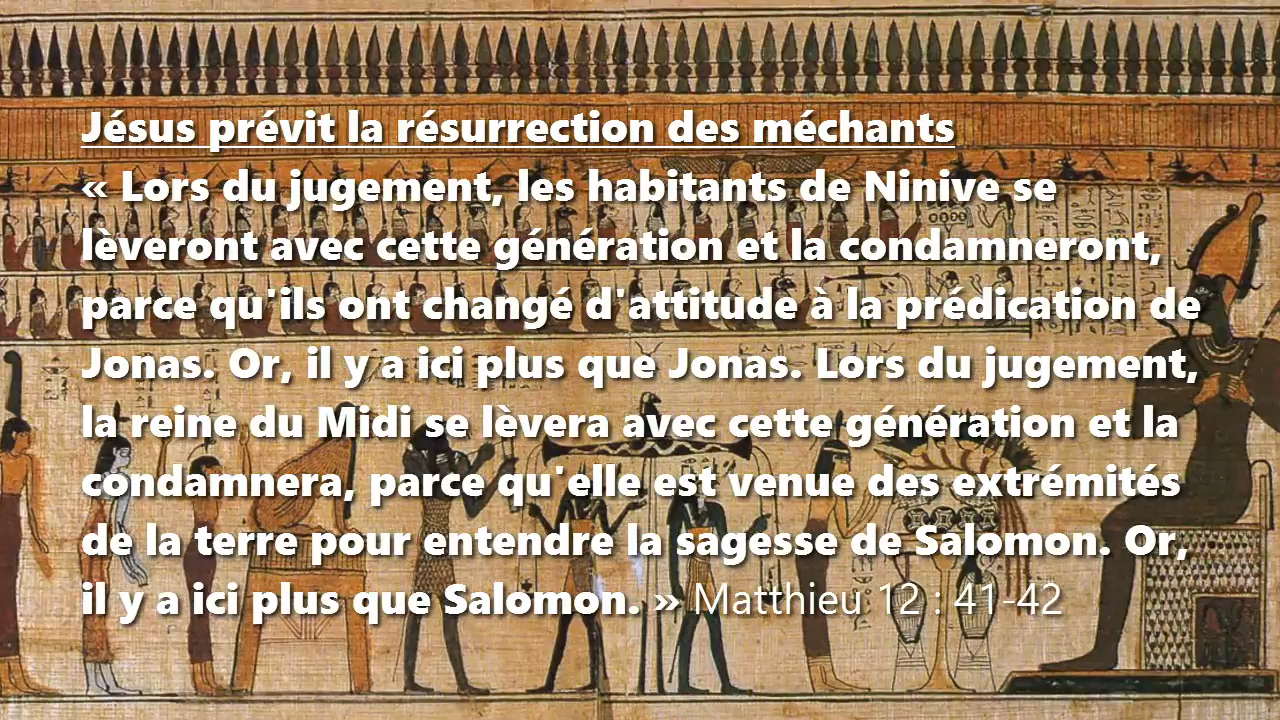 Jésus prévit la résurrection des méchants
« Lors du jugement, les habitants de Ninive se
lèveront avec cette génération et la condamneront,
parce qu'ils ont changé d'attitude à la prédication de
Jonas. Or, il y a ici plus que Jonas. Lors du jugement,
la reine du Midi se lèvera avec cette génération et la
condamnera, parce qu'elle est venue des extrémités
de la terre pour entendre la sagesse de Salomon. Or,
il y a ici plus que Salomon. » Matthieu 12 : 41-42